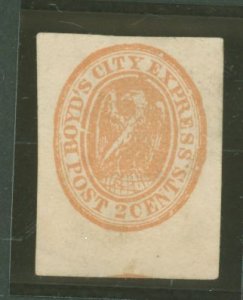 BOYD'S CITY EXPRESS.
POST 2 CENTS.